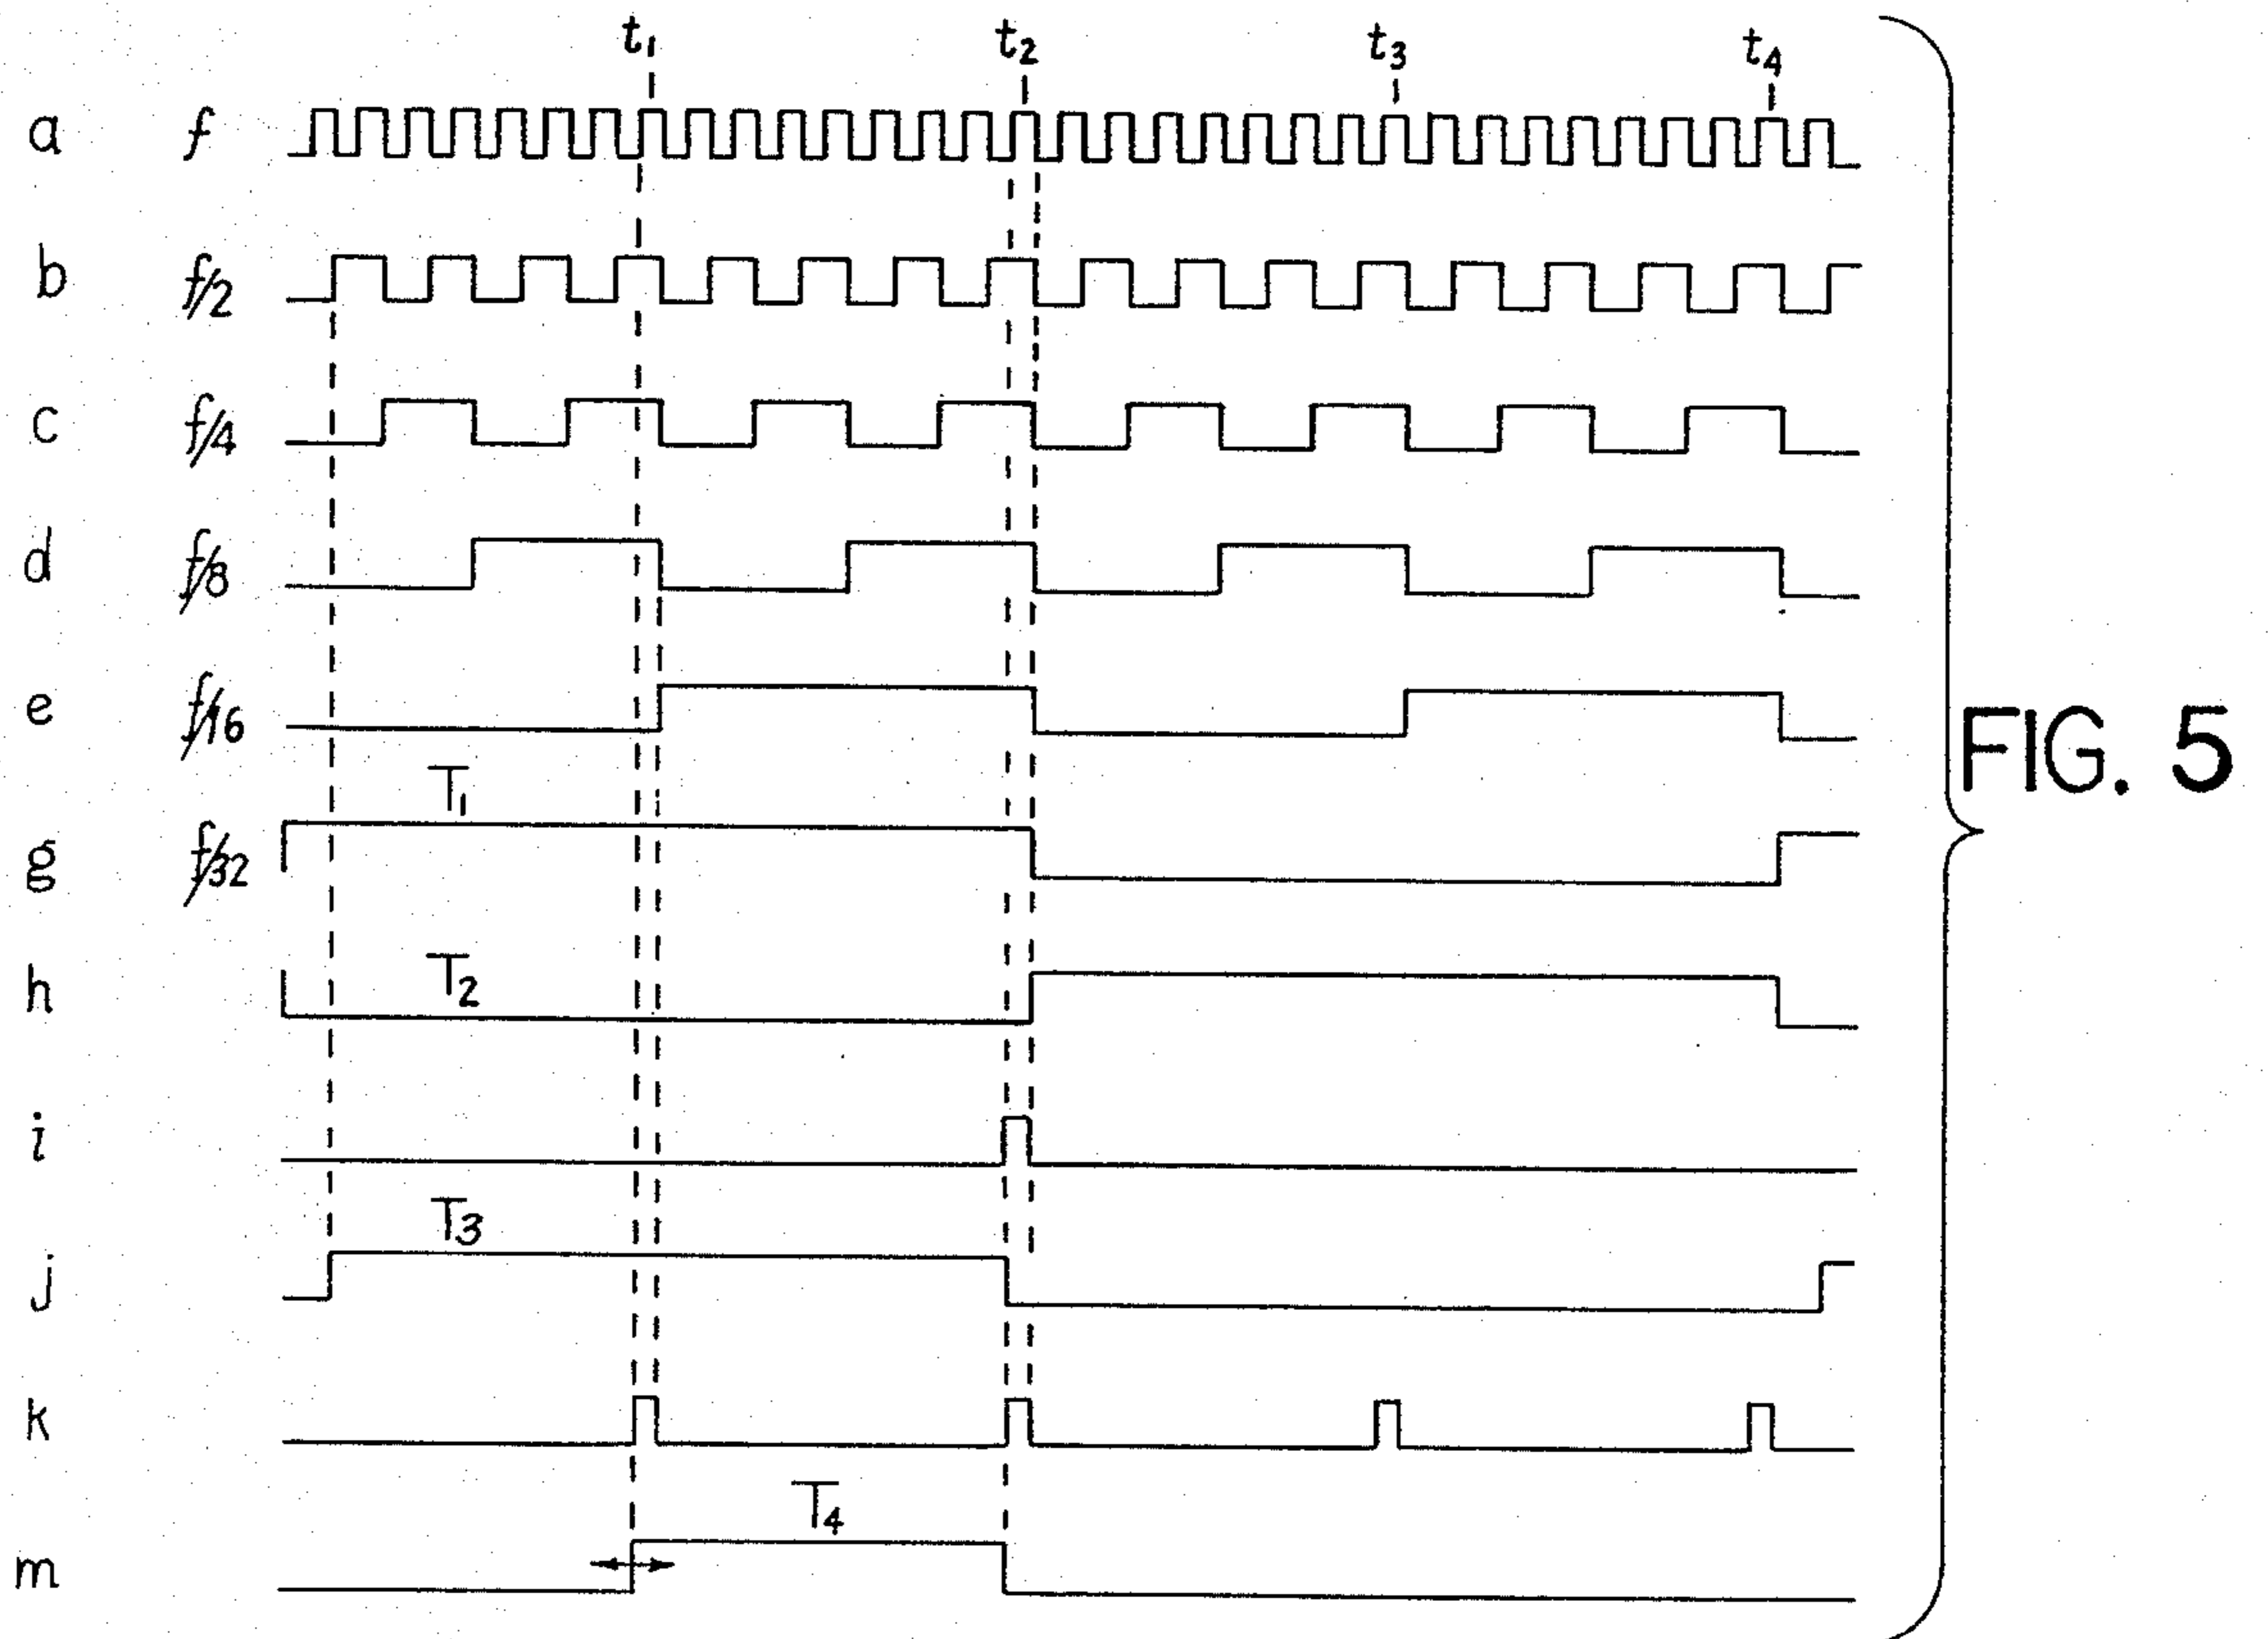 t₁ t₂ t₃ t₄
a f
b f/2
c f/4
d f/8
e f/16
T₁
g f/32
T₂
h
i
T₃
j
k
T₄
m
FIG. 5